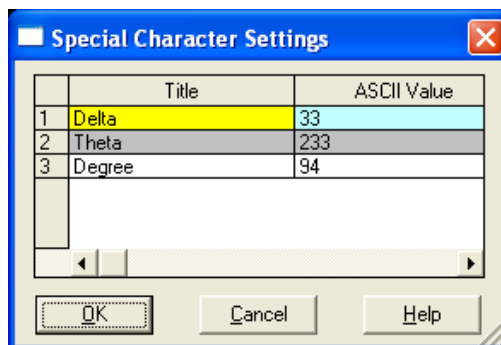 Special Character Settings
Title ASCII Value
1 Delta 33
2 Theta 233
3 Degree 94
OK Cancel Help